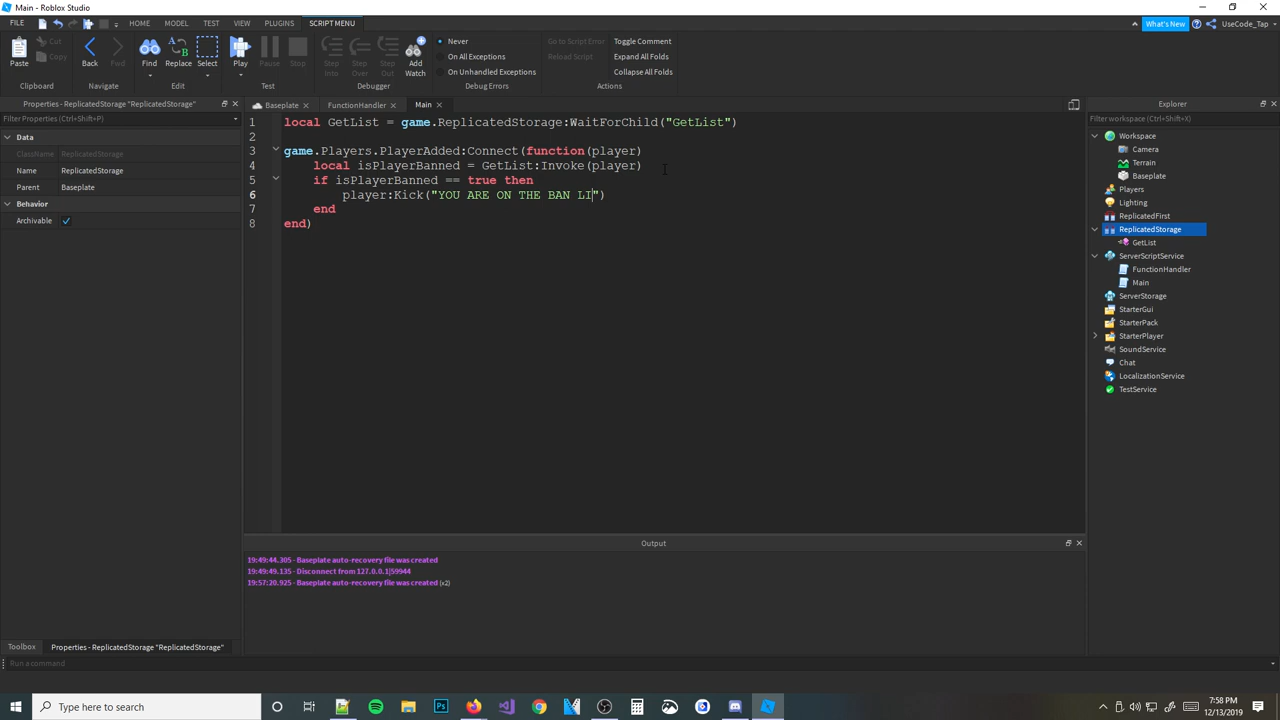 Main - Roblox Studio
FILE HOME MODEL TEST VIEW PLUGINS SCRIPT MENU What's New UseCode_Tap
Paste Cut Copy Back Fwd Find Replace Select Play Pause Stop Step Into Step Over Step Out Add Watch
Never
On All Exceptions
On Unhandled Exceptions
Go to Script Error
Reload Script
Toggle Comment
Expand All Folds
Collapse All Folds
Clipboard Navigate Edit Test Debugger Debug Errors Actions
Properties - ReplicatedStorage "ReplicatedStorage"
Filter Properties (Ctrl+Shift+P)
Data
ClassName ReplicatedStorage
Name ReplicatedStorage
Parent Baseplate
Behavior
Archivable
Baseplate FunctionHandler Main
1 local GetList = game.ReplicatedStorage:WaitForChild("GetList")
2
3 game.Players.PlayerAdded:Connect(function(player)
4 local isPlayerBanned = GetList:Invoke(player)
5 if isPlayerBanned == true then
6 player:Kick("YOU ARE ON THE BAN LI")
7 end
8 end)
Explorer
Filter workspace (Ctrl+Shift+X)
Workspace
Camera
Terrain
Baseplate
Players
Lighting
ReplicatedFirst
ReplicatedStorage
GetList
ServerScriptService
FunctionHandler
Main
ServerStorage
StarterGui
StarterPack
StarterPlayer
SoundService
Chat
LocalizationService
TestService
Output
19:49:44.305 - Baseplate auto-recovery file was created
19:49:49.135 - Disconnect from 127.0.0.1|59944
19:57:20.925 - Baseplate auto-recovery file was created (x2)
Toolbox Properties - ReplicatedStorage "ReplicatedStorage"
Run a command
Type here to search
7:58 PM
12/13/2019